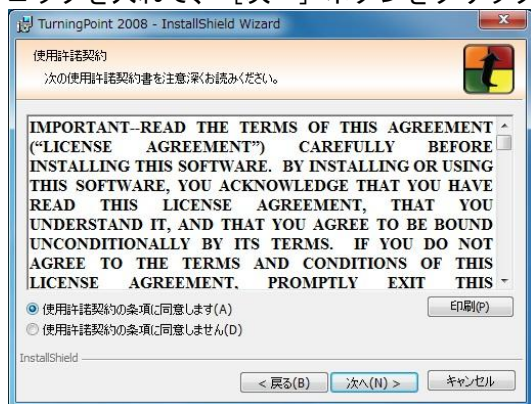 TurningPoint 2008 - InstallShield Wizard
使用許諾契約
次の使用許諾契約書を注意深くお読みください。
IMPORTANT--READ THE TERMS OF THIS AGREEMENT
(“LICENSE AGREEMENT”) CAREFULLY BEFORE
INSTALLING THIS SOFTWARE. BY INSTALLING OR USING
THIS SOFTWARE, YOU ACKNOWLEDGE THAT YOU HAVE
READ THIS LICENSE AGREEMENT, THAT YOU
UNDERSTAND IT, AND THAT YOU AGREE TO BE BOUND
UNCONDITIONALLY BY ITS TERMS. IF YOU DO NOT
AGREE TO THE TERMS AND CONDITIONS OF THIS
LICENSE AGREEMENT, PROMPTLY EXIT THIS
使用許諾契約の条項に同意します(A)
印刷(P)
使用許諾契約の条項に同意しません(D)
InstallShield
< 戻る(B)
次へ(N) >
キャンセル